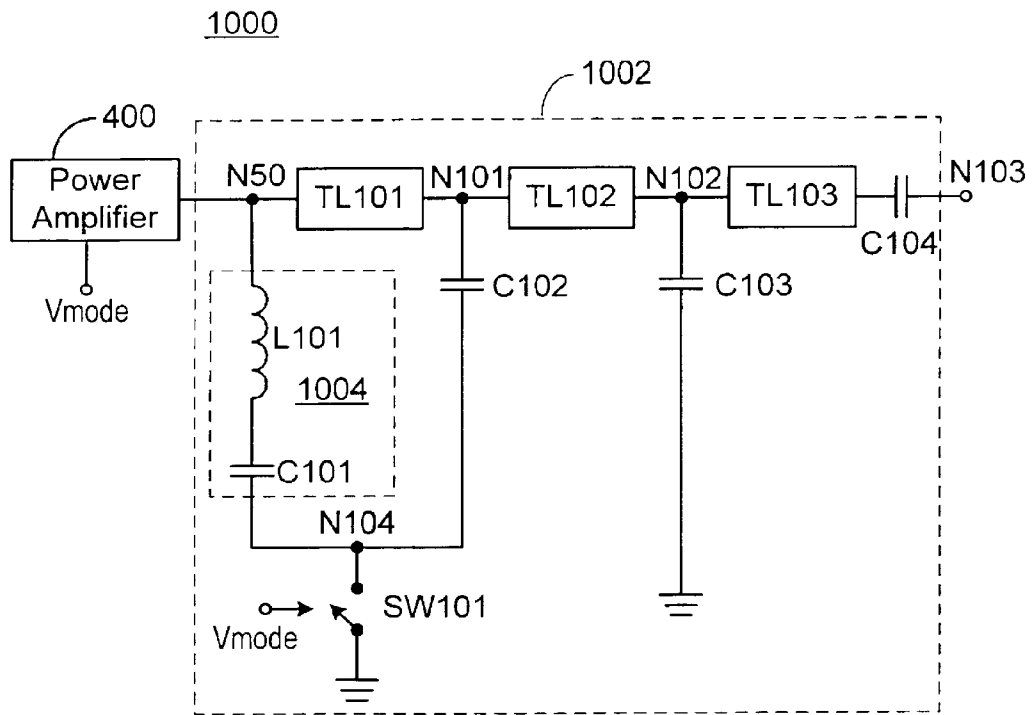 1000
1002
400
Power
Amplifier
Vmode
N50
TL101
N101
TL102
N102
TL103
N103
C104
C102
C103
L101
1004
C101
N104
SW101
Vmode